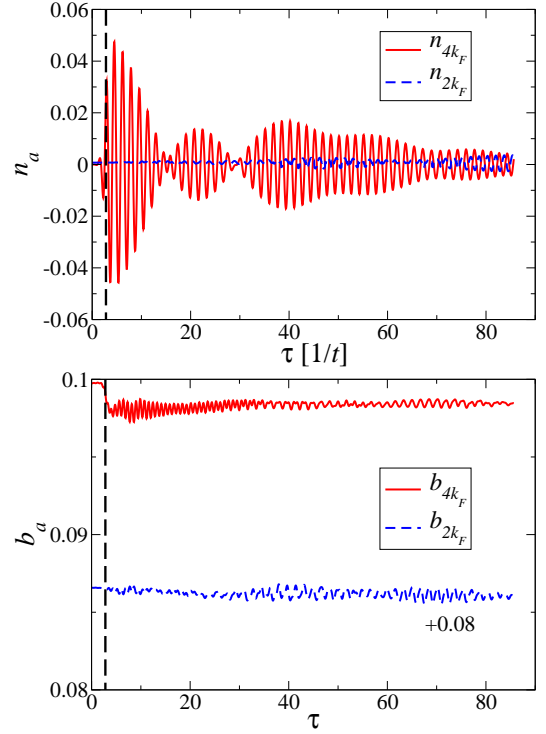 0.06
0.04
0.02
0
-0.02
-0.04
-0.06
n_a
n_{4k_F}
n_{2k_F}
0 20 40 60 80
τ [1/t]
0.1
0.09
0.08
b_a
b_{4k_F}
b_{2k_F}
+0.08
0 20 40 60 80
τ